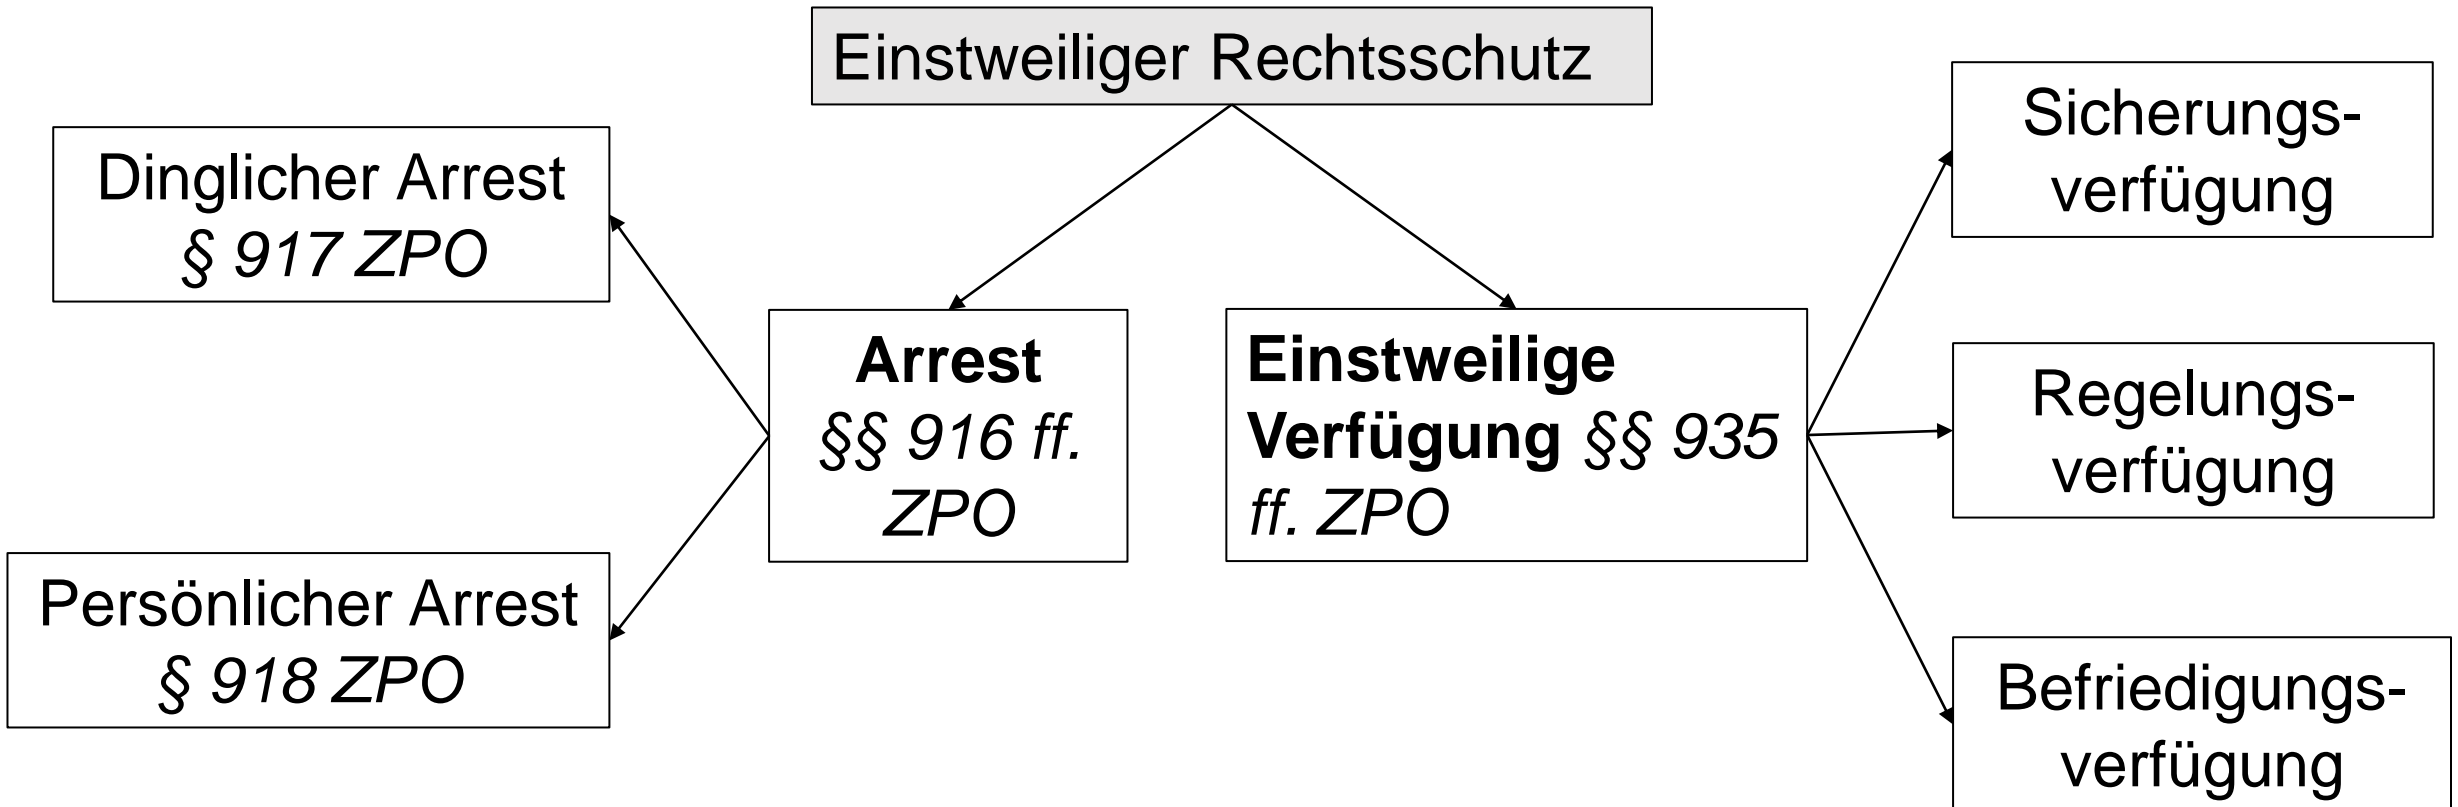 Einstweiliger Rechtsschutz
Dinglicher Arrest
§ 917 ZPO
Persönlicher Arrest
§ 918 ZPO
Arrest
§§ 916 ff.
ZPO
Einstweilige
Verfügung §§ 935
ff. ZPO
Sicherungs-
verfügung
Regelungs-
verfügung
Befriedigungs-
verfügung